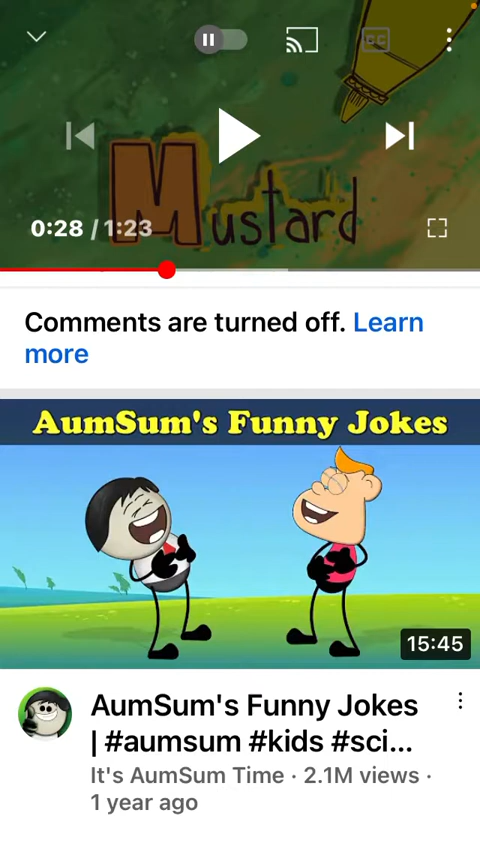 CC
Mustard
0:28 / 1:23
Comments are turned off. Learn
more
AumSum's Funny Jokes
15:45
AumSum's Funny Jokes
| #aumsum #kids #sci...
It's AumSum Time · 2.1M views ·
1 year ago